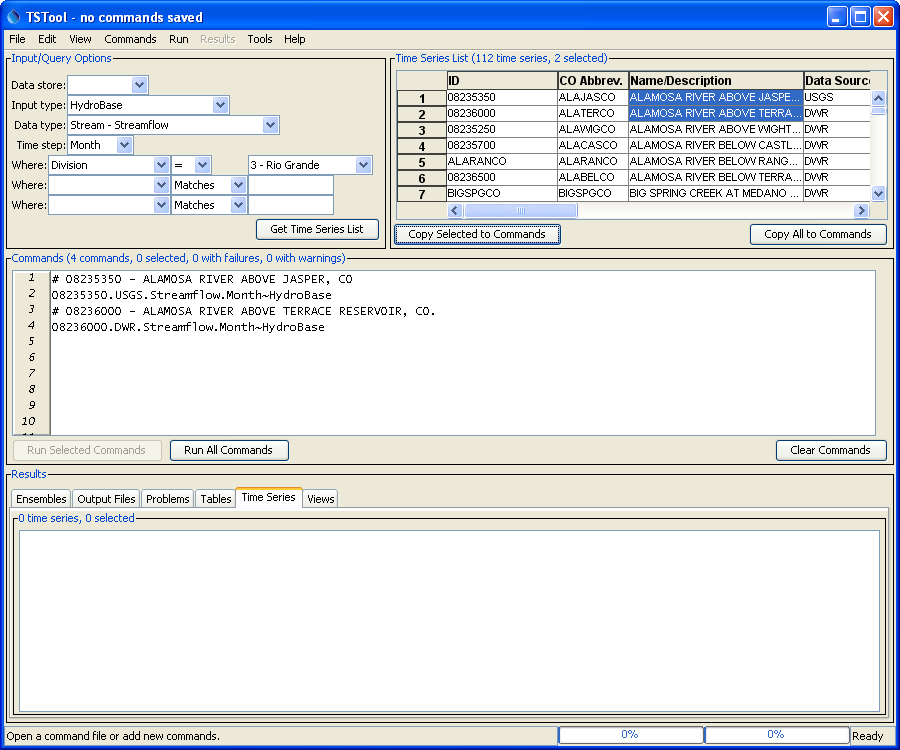 TSTool - no commands saved
File Edit View Commands Run Results Tools Help
Input/Query Options
Data store:
Input type: HydroBase
Data type: Stream - Streamflow
Time step: Month
Where: Division = 3 - Rio Grande
Where: Matches
Where: Matches
Get Time Series List
Time Series List (112 time series, 2 selected)
ID CO Abbrev. Name/Description Data Source
1 08235350 ALAJASCO ALAMOSA RIVER ABOVE JASPE... USGS
2 08236000 ALATERCO ALAMOSA RIVER ABOVE TERRA... DWR
3 08235250 ALAWIGCO ALAMOSA RIVER ABOVE WIGHT... DWR
4 08235700 ALACASCO ALAMOSA RIVER BELOW CASTL... DWR
5 ALARANCO ALARANCO ALAMOSA RIVER BELOW RANG... DWR
6 08236500 ALABELCO ALAMOSA RIVER BELOW TERRA... DWR
7 BIGSPGCO BIGSPGCO BIG SPRING CREEK AT MEDANO ... DWR
Copy Selected to Commands Copy All to Commands
Commands (4 commands, 0 selected, 0 with failures, 0 with warnings)
1 # 08235350 - ALAMOSA RIVER ABOVE JASPER, CO
2 08235350.USGS.Streamflow.Month~HydroBase
3 # 08236000 - ALAMOSA RIVER ABOVE TERRACE RESERVOIR, CO.
4 08236000.DWR.Streamflow.Month~HydroBase
5
6
7
8
9
10
Run Selected Commands Run All Commands Clear Commands
Results
Ensembles Output Files Problems Tables Time Series Views
0 time series, 0 selected
Open a command file or add new commands. 0% 0% Ready